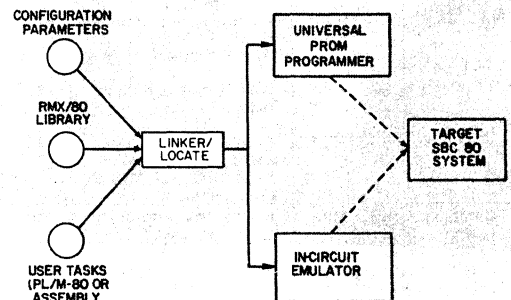 CONFIGURATION
PARAMETERS
RMX/80
LIBRARY
USER TASKS
(PL/M-80 OR
ASSEMBLY
LINKER/
LOCATE
UNIVERSAL
PROM
PROGRAMMER
IN-CIRCUIT
EMULATOR
TARGET
SBC 80
SYSTEM